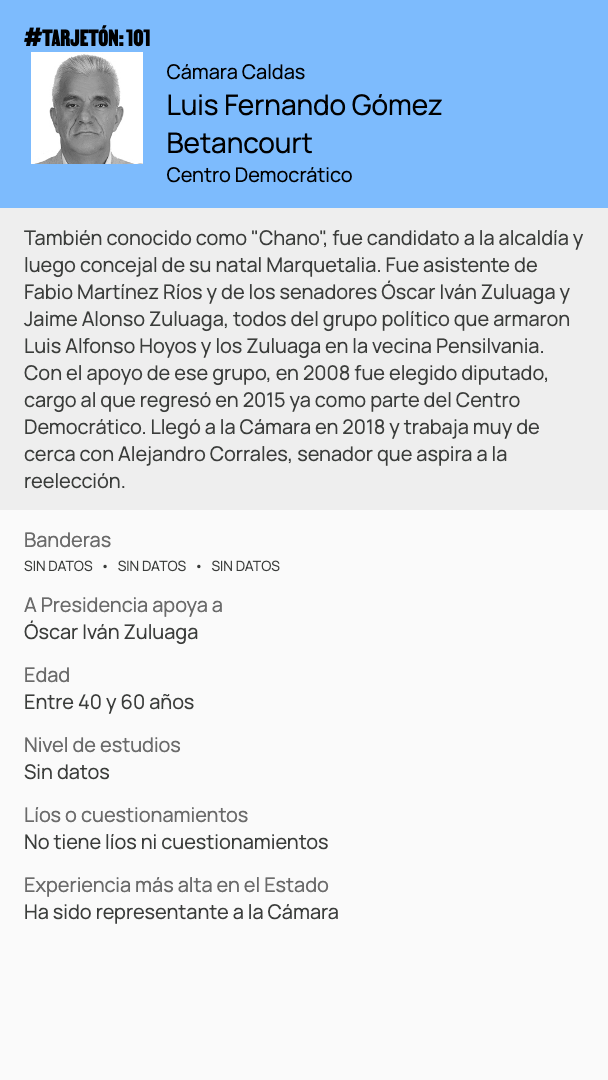 #TARJETÓN: 101
Cámara Caldas
Luis Fernando Gómez
Betancourt
Centro Democrático
También conocido como "Chano", fue candidato a la alcaldía y
luego concejal de su natal Marquetalia. Fue asistente de
Fabio Martínez Ríos y de los senadores Óscar Iván Zuluaga y
Jaime Alonso Zuluaga, todos del grupo político que armaron
Luis Alfonso Hoyos y los Zuluaga en la vecina Pensilvania.
Con el apoyo de ese grupo, en 2008 fue elegido diputado,
cargo al que regresó en 2015 ya como parte del Centro
Democrático. Llegó a la Cámara en 2018 y trabaja muy de
cerca con Alejandro Corrales, senador que aspira a la
reelección.
Banderas
SIN DATOS • SIN DATOS • SIN DATOS
A Presidencia apoya a
Óscar Iván Zuluaga
Edad
Entre 40 y 60 años
Nivel de estudios
Sin datos
Líos o cuestionamientos
No tiene líos ni cuestionamientos
Experiencia más alta en el Estado
Ha sido representante a la Cámara